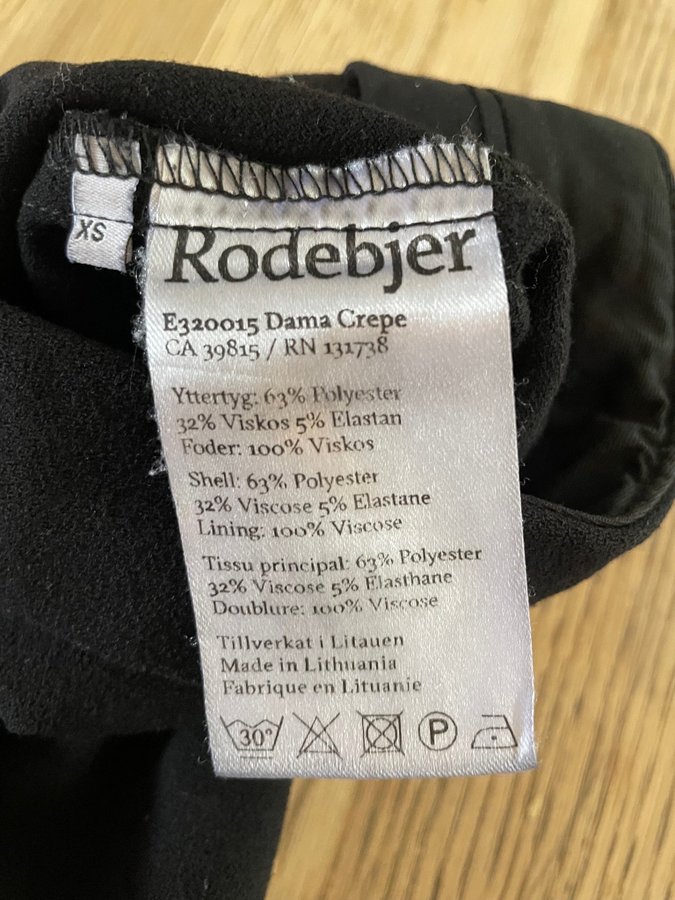 XS
Rodebjer
E320015 Dama Crepe
CA 39815 / RN 131738
Yttertyg: 63% Polyester
32% Viskos 5% Elastan
Foder: 100% Viskos
Shell: 63% Polyester
32% Viscose 5% Elastane
Lining: 100% Viscose
Tissu principal: 63% Polyester
32% Viscose 5% Elasthane
Doublure: 100% Viscose
Tillverkat i Litauen
Made in Lithuania
Fabrique en Lituanie
30° P